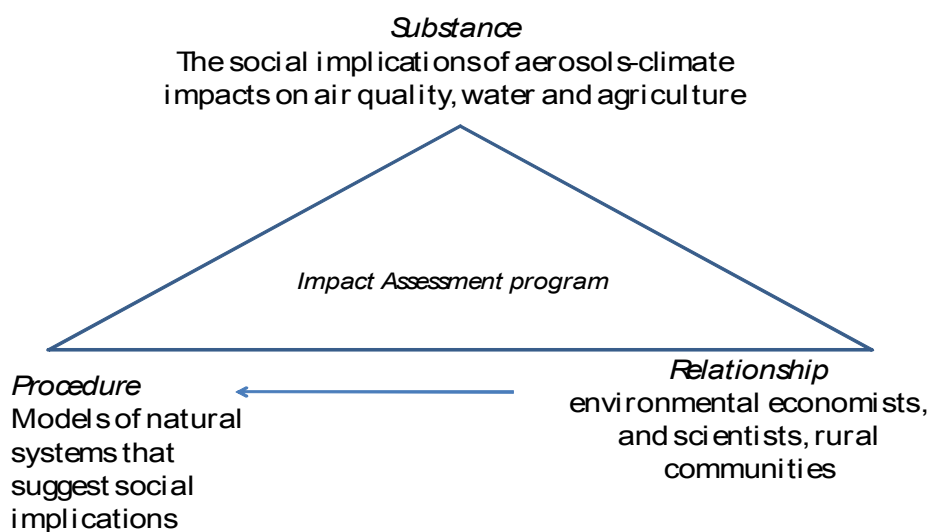 Substance
The social implications of aerosols-climate
impacts on air quality, water and agriculture
Impact Assessment program
Procedure
Models of natural
systems that
suggest social
implications
Relationship
environmental economists,
and scientists, rural
communities